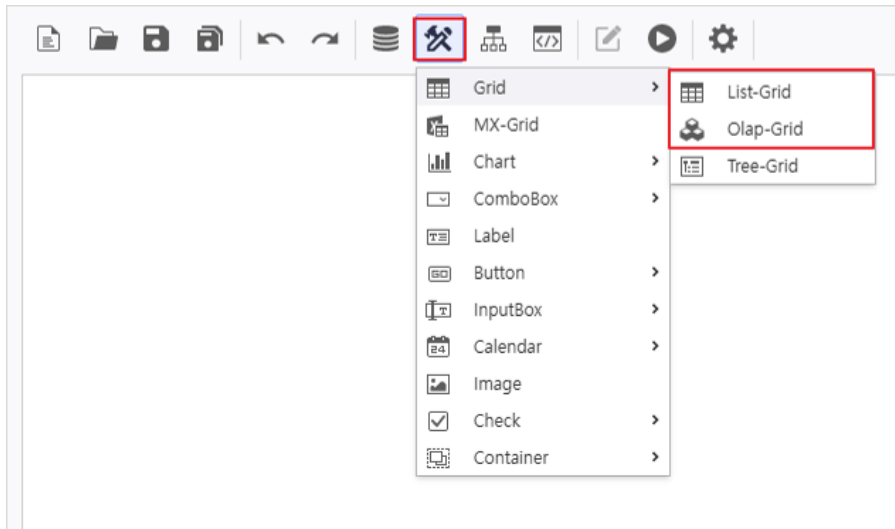 Grid
MX-Grid
Chart
ComboBox
Label
Button
InputBox
Calendar
Image
Check
Container
List-Grid
Olap-Grid
Tree-Grid